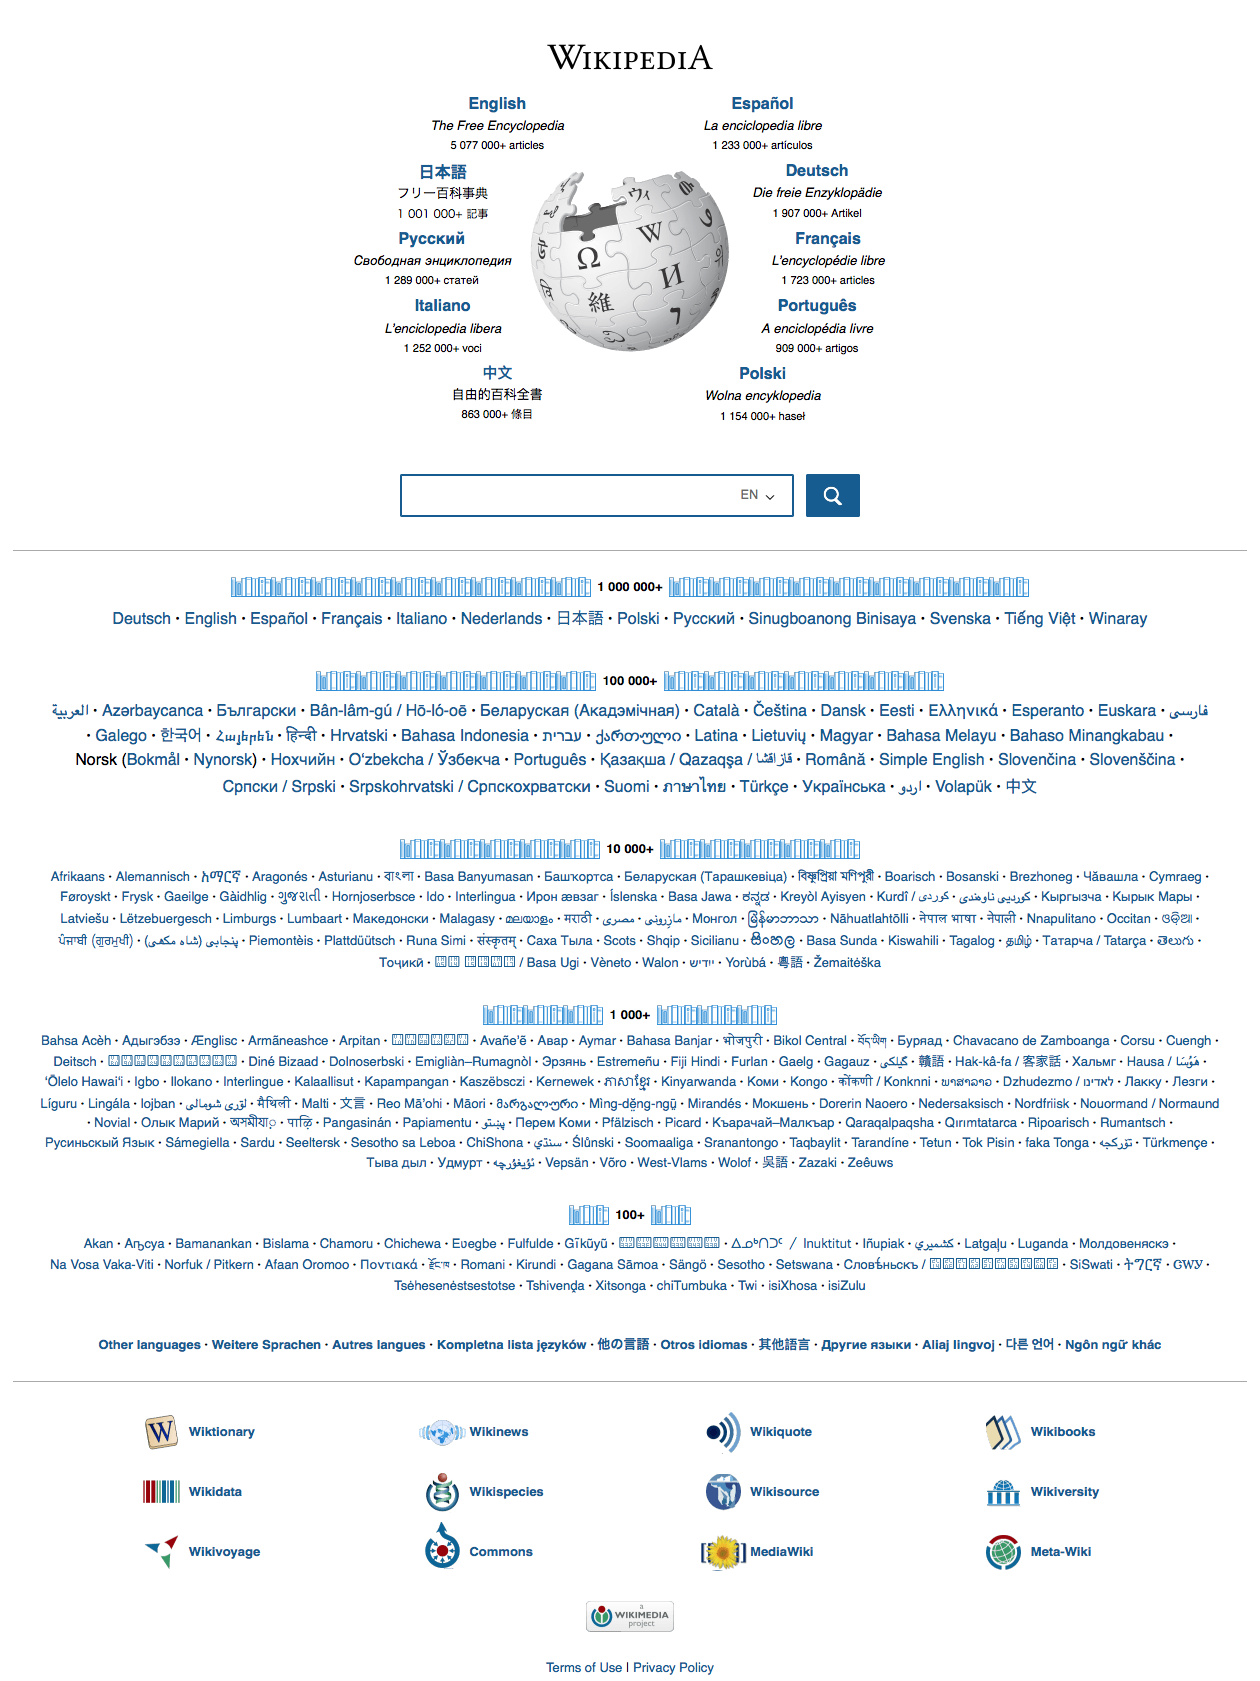 WIKIPEDIA
English
The Free Encyclopedia
5 077 000+ articles
Español
La enciclopedia libre
1 233 000+ artículos
日本語
フリー百科事典
1 001 000+ 記事
Deutsch
Die freie Enzyklopädie
1 907 000+ Artikel
Русский
Свободная энциклопедия
1 289 000+ статей
Français
L'encyclopédie libre
1 723 000+ articles
Italiano
L'enciclopedia libera
1 252 000+ voci
Português
A enciclopédia livre
909 000+ artigos
中文
自由的百科全書
863 000+ 條目
Polski
Wolna encyklopedia
1 154 000+ haseł
Ω W И 維 ウィ
EN
1 000 000+
Deutsch · English · Español · Français · Italiano · Nederlands · 日本語 · Polski · Русский · Sinugboanong Binisaya · Svenska · Tiếng Việt · Winaray
100 000+
العربية · Azərbaycanca · Български · Bân-lâm-gú / Hō-ló-oē · Беларуская (Акадэмічная) · Català · Čeština · Dansk · Eesti · Ελληνικά · Esperanto · Euskara · فارسی
· Galego · 한국어 · Հայերեն · हिन्दी · Hrvatski · Bahasa Indonesia · עברית · ქართული · Latina · Lietuvių · Magyar · Bahasa Melayu · Bahaso Minangkabau ·
Norsk (Bokmål · Nynorsk) · Нохчийн · Oʻzbekcha / Ўзбекча · Português · Қазақша / Qazaqşa / قازاقشا · Română · Simple English · Slovenčina · Slovenščina ·
Српски / Srpski · Srpskohrvatski / Српскохрватски · Suomi · ภาษาไทย · Türkçe · Українська · اردو · Volapük · 中文
10 000+
Afrikaans · Alemannisch · አማርኛ · Aragonés · Asturianu · বাংলা · Basa Banyumasan · Башҡортса · Беларуская (Тарашкевіца) · বিষ্ণুপ্রিয়া মণিপুরী · Boarisch · Bosanski · Brezhoneg · Чӑвашла · Cymraeg ·
Føroyskt · Frysk · Gaeilge · Gàidhlig · ગુજરાતી · Hornjoserbsce · Ido · Interlingua · Ирон æвзаг · Íslenska · Basa Jawa · ಕನ್ನಡ · Kreyòl Ayisyen · Kurdî / كوردی · کوردیی ناوەندی · Кыргызча · Кырык Мары ·
Latviešu · Lëtzebuergesch · Limburgs · Lumbaart · Македонски · Malagasy · മലയാളം · मराठी · مصرى · مازِرونی · Монгол · မြန်မာဘာသာ · Nāhuatlahtōlli · नेपाल भाषा · नेपाली · Nnapulitano · Occitan · ଓଡ଼ିଆ ·
ਪੰਜਾਬੀ (ਗੁਰਮੁਖੀ) · پنجابی (شاہ مکھی) · Piemontèis · Plattdüütsch · Runa Simi · संस्कृतम् · Саха Тыла · Scots · Shqip · Sicilianu · සිංහල · Basa Sunda · Kiswahili · Tagalog · தமிழ் · Татарча / Tatarça · తెలుగు ·
Тоҷикӣ · / Basa Ugi · Vèneto · Walon · ייִדיש · Yorùbá · 粵語 · Žemaitėška
1 000+
Bahsa Acèh · Адыгэбзэ · Ænglisc · Armãneashce · Arpitan · · Avañe'ẽ · Авар · Aymar · Bahasa Banjar · भोजपुरी · Bikol Central · བོད་ཡིག · Буряад · Chavacano de Zamboanga · Corsu · Cuengh ·
Deitsch · · Diné Bizaad · Dolnoserbski · Emigliàn–Rumagnòl · Эрзянь · Estremeñu · Fiji Hindi · Furlan · Gaelg · Gagauz · گیلکی · 贛語 · Hak-kâ-fa / 客家話 · Хальмг · Hausa / هَوُسَا ·
ʻŌlelo Hawaiʻi · Igbo · Ilokano · Interlingue · Kalaallisut · Kapampangan · Kaszëbsczi · Kernewek · ភាសាខ្មែរ · Kinyarwanda · Коми · Kongo · कोंकणी / Konknni · ພາສາລາວ · Dzhudezmo / לאדינו · Лакку · Лезги ·
Líguru · Lingála · lojban · لۊری شومالی · मैथिली · Malti · 文言 · Reo Mā'ohi · Māori · მარგალური · Mìng-dĕ̤ng-ngṳ̄ · Mirandés · Мокшень · Dorerin Naoero · Nedersaksisch · Nordfriisk · Nouormand / Normaund
· Novial · Олык Марий · অসমীযা় · पाऴि · Pangasinán · Papiamentu · پښتو · Перем Коми · Pfälzisch · Picard · Къарачай–Малкъар · Qaraqalpaqsha · Qırımtatarca · Ripoarisch · Rumantsch ·
Русиньскый Язык · Sámegiella · Sardu · Seeltersk · Sesotho sa Leboa · ChiShona · سنڌي · Ślůnski · Soomaaliga · Sranantongo · Taqbaylit · Tarandíne · Tetun · Tok Pisin · faka Tonga · تۆرکجه · Türkmençe ·
Тыва дыл · Удмурт · ئۇيغۇرچه · Vepsän · Võro · West-Vlams · Wolof · 吳語 · Zazaki · Zeêuws
100+
Akan · Аҧсуа · Bamanankan · Bislama · Chamoru · Chichewa · Eʋegbe · Fulfulde · Gĩkũyũ · · ᐃᓄᒃᑎᑐᑦ / Inuktitut · Iñupiak · كشميري · Latgaļu · Luganda · Молдовеняскэ ·
Na Vosa Vaka-Viti · Norfuk / Pitkern · Afaan Oromoo · Ποντιακά · རྫོང་ཁ · Romani · Kirundi · Gagana Sāmoa · Sängö · Sesotho · Setswana · Словѣ́ньскъ / · SiSwati · ትግርኛ · ᏣᎳᎩ ·
Tsėhesenėstsestotse · Tshivenḓa · Xitsonga · chiTumbuka · Twi · isiXhosa · isiZulu
Other languages · Weitere Sprachen · Autres langues · Kompletna lista języków · 他の言語 · Otros idiomas · 其他語言 · Другие языки · Aliaj lingvoj · 다른 언어 · Ngôn ngữ khác
W Wiktionary
Wikinews
Wikiquote
Wikibooks
Wikidata
Wikispecies
Wikisource
Wikiversity
Wikivoyage
Commons
MediaWiki
Meta-Wiki
a
WIKIMEDIA
project
Terms of Use | Privacy Policy